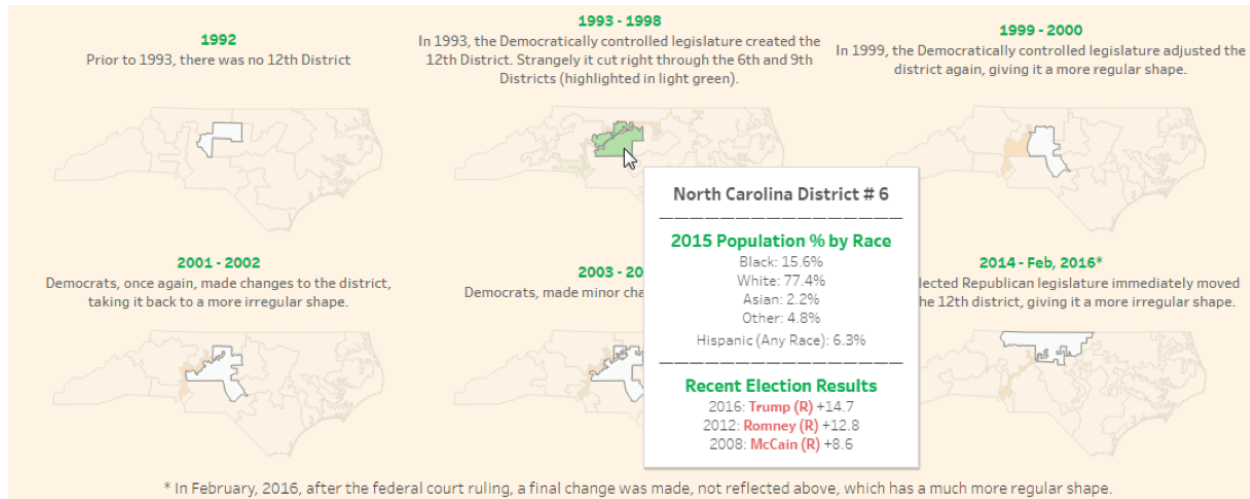 1992
Prior to 1993, there was no 12th District
1993 - 1998
In 1993, the Democratically controlled legislature created the
12th District. Strangely it cut right through the 6th and 9th
Districts (highlighted in light green).
1999 - 2000
In 1999, the Democratically controlled legislature adjusted the
district again, giving it a more regular shape.
2001 - 2002
Democrats, once again, made changes to the district,
taking it back to a more irregular shape.
2003 - 20
Democrats, made minor
2014 - Feb, 2016*
Republican legislature immediately moved
12th district, giving it a more irregular shape.
North Carolina District # 6
2015 Population % by Race
Black: 15.6%
White: 77.4%
Asian: 2.2%
Other: 4.8%
Hispanic (Any Race): 6.3%
Recent Election Results
2016: Trump (R) +14.7
2012: Romney (R) +12.8
2008: McCain (R) +8.6
* In February, 2016, after the federal court ruling, a final change was made, not reflected above, which has a much more regular shape.